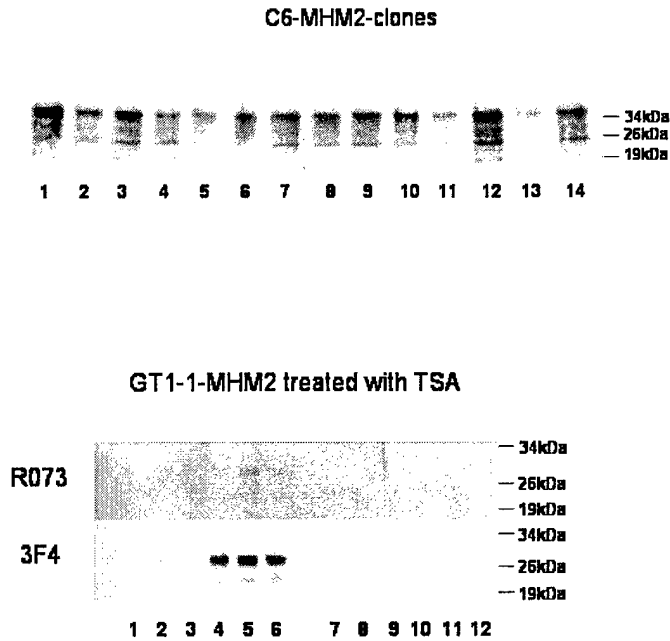 C6-MHM2-clones
34kDa
26kDa
19kDa
1 2 3 4 5 6 7 8 9 10 11 12 13 14
GT1-1-MHM2 treated with TSA
R073
34kDa
26kDa
19kDa
3F4
34kDa
26kDa
19kDa
1 2 3 4 5 6 7 8 9 10 11 12